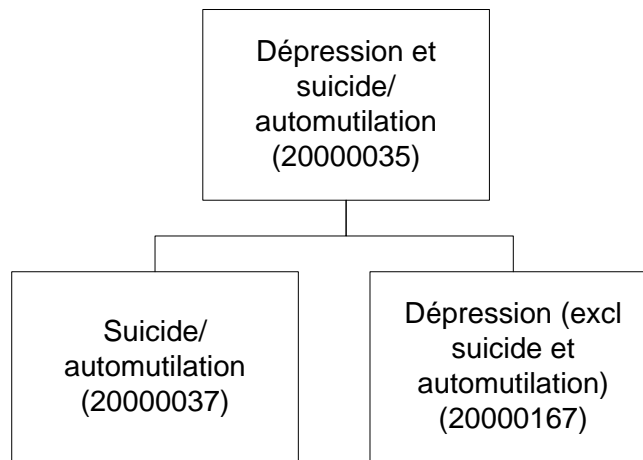 Dépression et
suicide/
automutilation
(20000035)
Suicide/
automutilation
(20000037)
Dépression (excl
suicide et
automutilation)
(20000167)